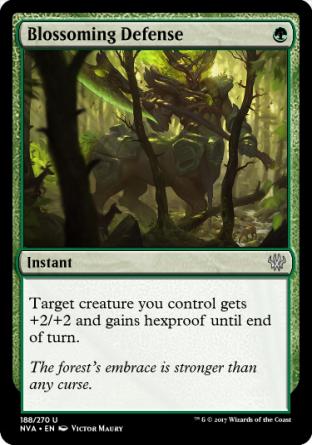 Blossoming Defense
Instant
Target creature you control gets
+2/+2 and gains hexproof until end
of turn.
The forest's embrace is stronger than
any curse.
188/270 U
NVA • EN VICTOR MAURY
™ & © 2017 Wizards of the Coast